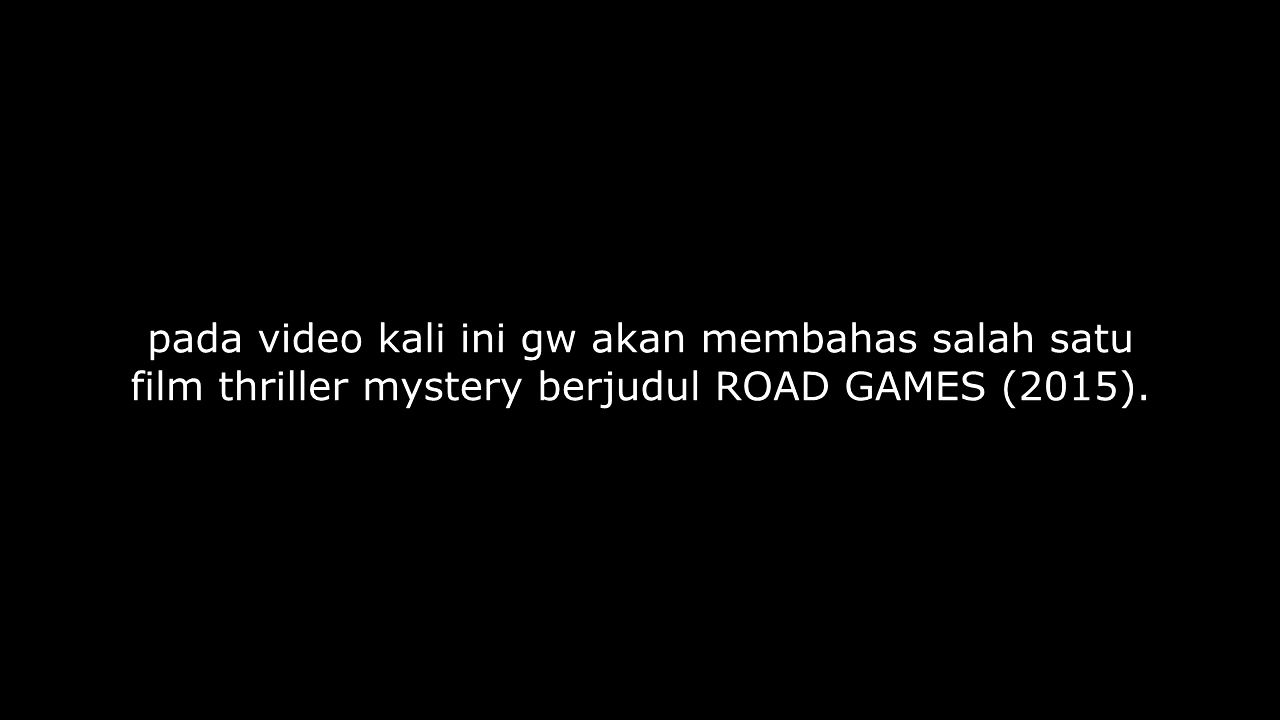 pada video kali ini gw akan membahas salah satu
film thriller mystery berjudul ROAD GAMES (2015).